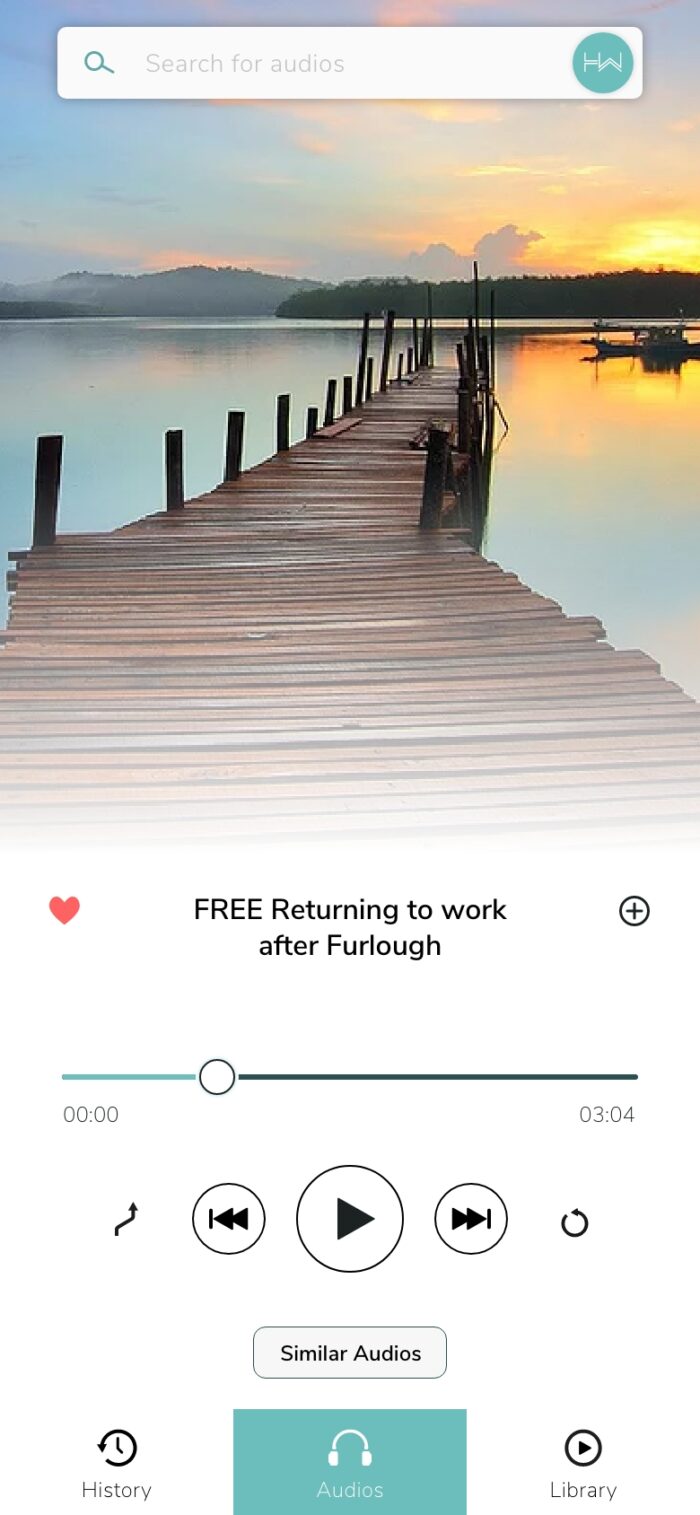 Search for audios
HW
FREE Returning to work
after Furlough
00:00
03:04
Similar Audios
History
Audios
Library